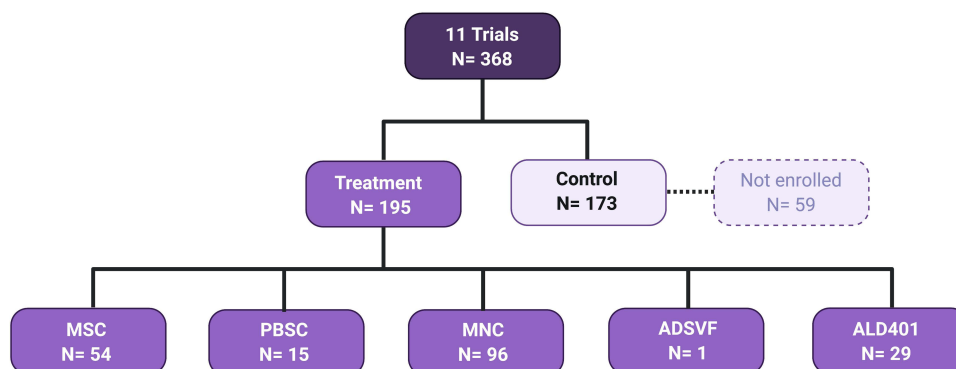 11 Trials
N= 368
Treatment
N= 195
Control
N= 173
Not enrolled
N= 59
MSC
N= 54
PBSC
N= 15
MNC
N= 96
ADSVF
N= 1
ALD401
N= 29